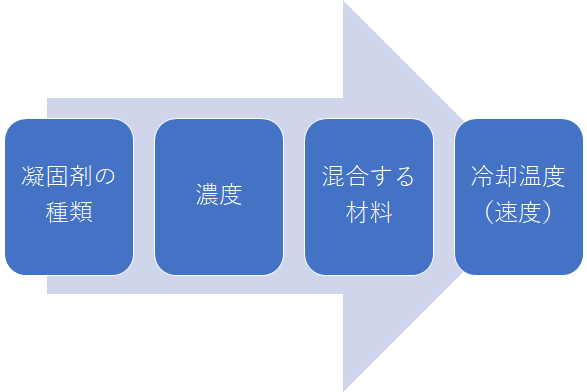 凝固剤の
種類
濃度
混合する
材料
冷却温度
（速度）